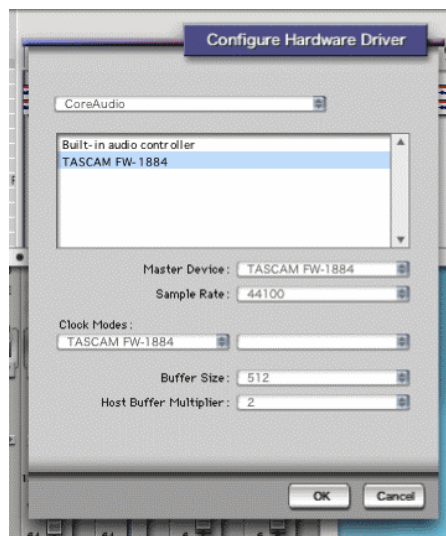 Configure Hardware Driver
CoreAudio
Built-in audio controller
TASCAM FW-1884
Master Device: TASCAM FW-1884
Sample Rate: 44100
Clock Modes:
TASCAM FW-1884
Buffer Size: 512
Host Buffer Multiplier: 2
OK Cancel